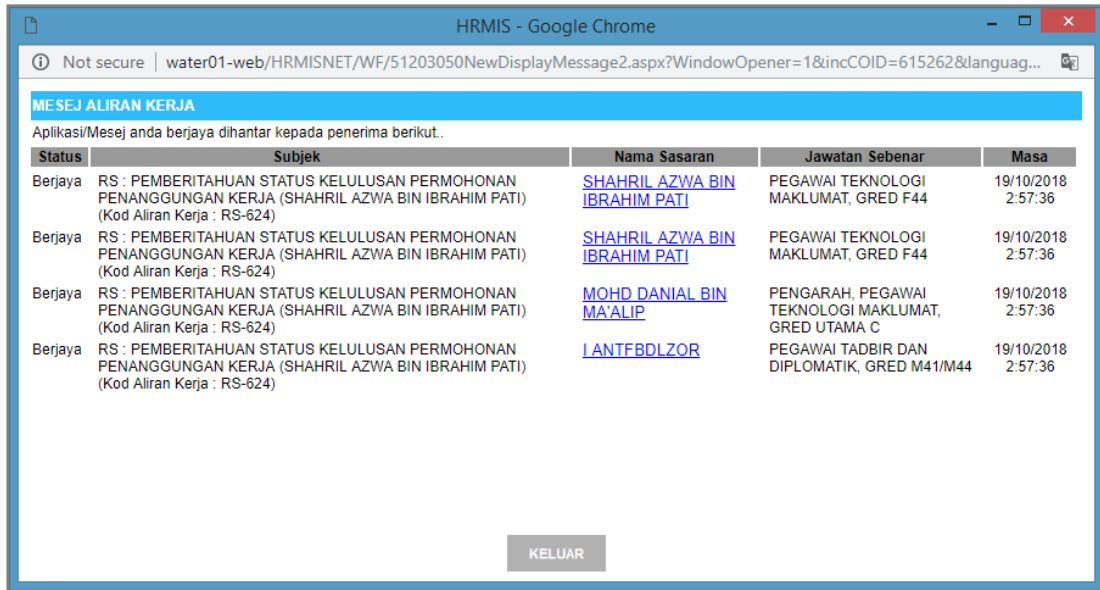 HRMIS - Google Chrome
Not secure | water01-web/HRMISNET/WF/51203050NewDisplayMessage2.aspx?WindowOpener=1&incCOID=615262&languag...
MESEJ ALIRAN KERJA
Aplikasi/Mesej anda berjaya dihantar kepada penerima berikut..
Status Subjek Nama Sasaran Jawatan Sebenar Masa
Berjaya RS : PEMBERITAHUAN STATUS KELULUSAN PERMOHONAN SHAHRIL AZWA BIN PEGAWAI TEKNOLOGI 19/10/2018
PENANGGUNGAN KERJA (SHAHRIL AZWA BIN IBRAHIM PATI) IBRAHIM PATI MAKLUMAT, GRED F44 2:57:36
(Kod Aliran Kerja : RS-624)
Berjaya RS : PEMBERITAHUAN STATUS KELULUSAN PERMOHONAN SHAHRIL AZWA BIN PEGAWAI TEKNOLOGI 19/10/2018
PENANGGUNGAN KERJA (SHAHRIL AZWA BIN IBRAHIM PATI) IBRAHIM PATI MAKLUMAT, GRED F44 2:57:36
(Kod Aliran Kerja : RS-624)
Berjaya RS : PEMBERITAHUAN STATUS KELULUSAN PERMOHONAN MOHD DANIAL BIN PENGARAH, PEGAWAI 19/10/2018
PENANGGUNGAN KERJA (SHAHRIL AZWA BIN IBRAHIM PATI) MA'ALIP TEKNOLOGI MAKLUMAT, 2:57:36
(Kod Aliran Kerja : RS-624) GRED UTAMA C
Berjaya RS : PEMBERITAHUAN STATUS KELULUSAN PERMOHONAN I ANTFBDLZOR PEGAWAI TADBIR DAN 19/10/2018
PENANGGUNGAN KERJA (SHAHRIL AZWA BIN IBRAHIM PATI) DIPLOMATIK, GRED M41/M44 2:57:36
(Kod Aliran Kerja : RS-624)
KELUAR